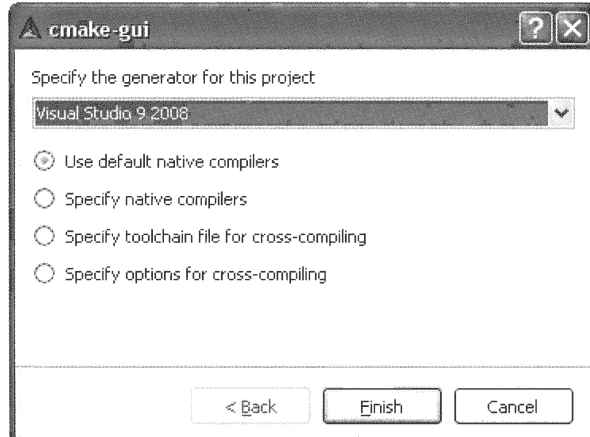 cmake-gui
Specify the generator for this project
Visual Studio 9 2008
Use default native compilers
Specify native compilers
Specify toolchain file for cross-compiling
Specify options for cross-compiling
< Back Finish Cancel